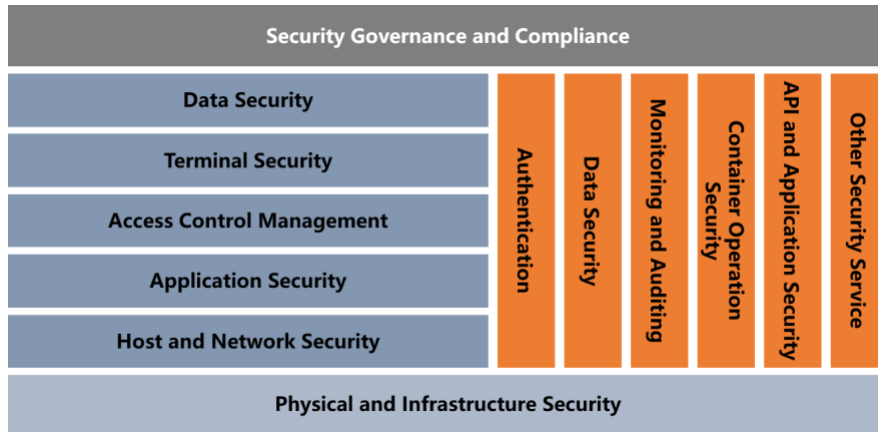 Security Governance and Compliance
Data Security
Terminal Security
Access Control Management
Application Security
Host and Network Security
Authentication
Data Security
Monitoring and Auditing
Container Operation
Security
API and Application Security
Other Security Service
Physical and Infrastructure Security